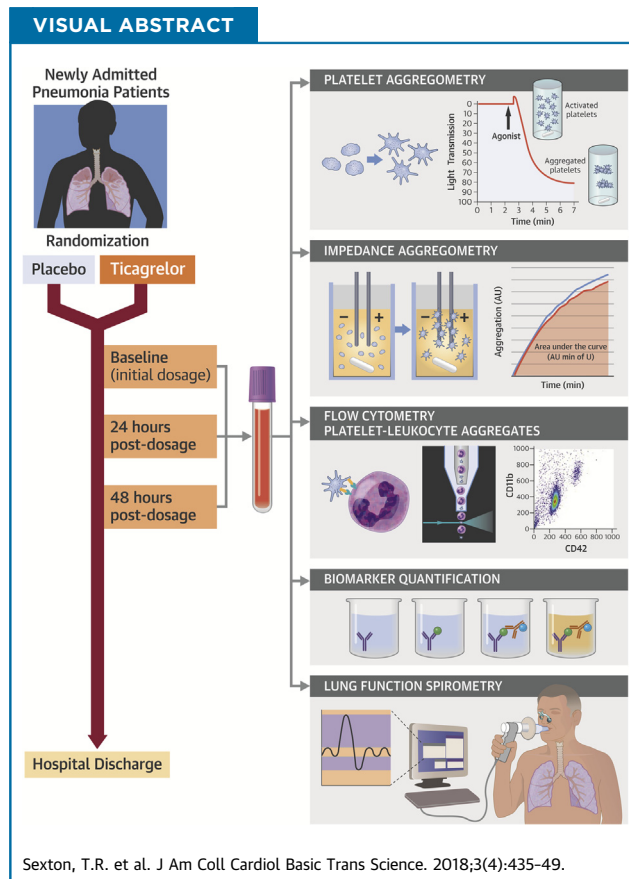 VISUAL ABSTRACT
Newly Admitted
Pneumonia Patients
Randomization
Placebo
Ticagrelor
Baseline
(initial dosage)
24 hours
post-dosage
48 hours
post-dosage
Hospital Discharge
PLATELET AGGREGOMETRY
Light Transmission
0
10
20
30
40
50
60
70
80
90
100
Agonist
0 1 2 3 4 5 6 7
Time (min)
Activated
platelets
Aggregated
platelets
IMPEDANCE AGGREGOMETRY
− +
− +
Aggregation (AU)
Area under the curve
(AU min of U)
Time (min)
FLOW CYTOMETRY
PLATELET-LEUKOCYTE AGGREGATES
CD11b
1000
800
600
400
200
0
0 200 400 600 800 1000
CD42
BIOMARKER QUANTIFICATION
LUNG FUNCTION SPIROMETRY
Sexton, T.R. et al. J Am Coll Cardiol Basic Trans Science. 2018;3(4):435–49.